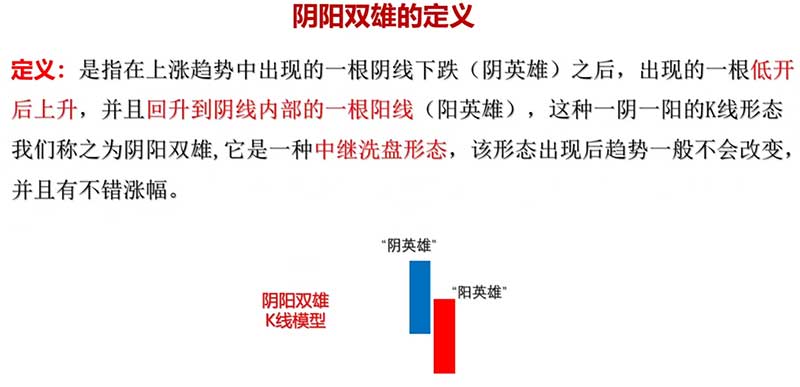 阴阳双雄的定义
定义：是指在上涨趋势中出现的一根阴线下跌（阴英雄）之后，出现的一根低开
后上升，并且回升到阴线内部的一根阳线（阳英雄），这种一阴一阳的K线形态
我们称之为阴阳双雄,它是一种中继洗盘形态，该形态出现后趋势一般不会改变，
并且有不错涨幅。
“阴英雄”
“阳英雄”
阴阳双雄
K线模型